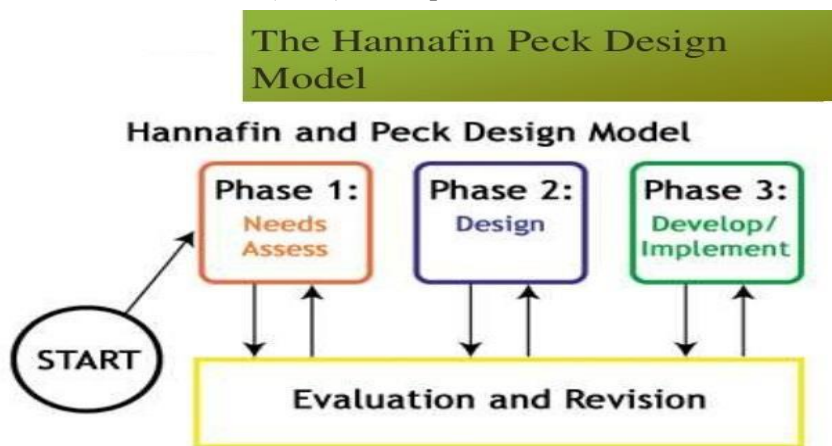 The Hannafin Peck Design
Model
Hannafin and Peck Design Model
Phase 1:
Needs
Assess
Phase 2:
Design
Phase 3:
Develop/
Implement
START
Evaluation and Revision